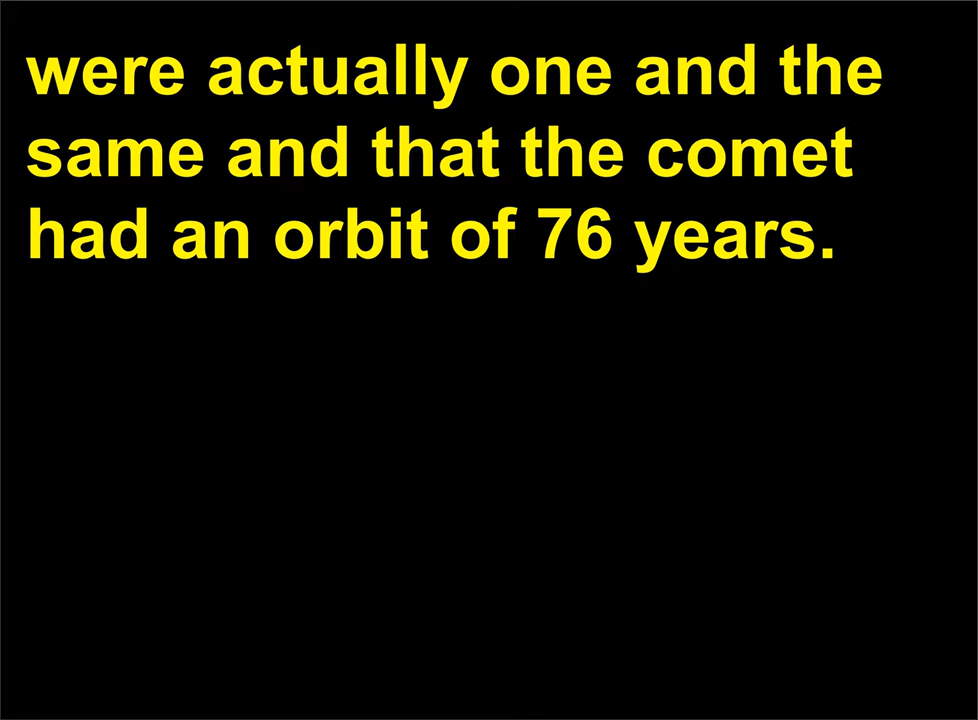 were actually one and the
same and that the comet
had an orbit of 76 years.